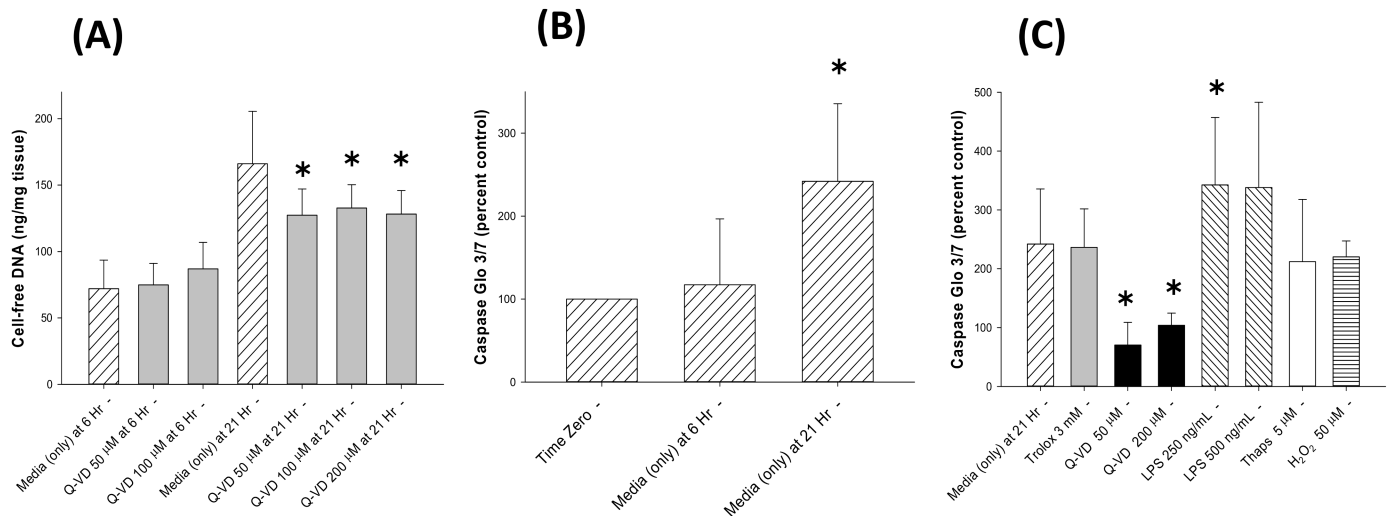 (A)
Cell-free DNA (ng/mg tissue)
200
150
100
50
0
*
*
*
Media (only) at 6 Hr -
Q-VD 50 µM at 6 Hr -
Q-VD 100 µM at 6 Hr -
Media (only) at 21 Hr -
Q-VD 50 µM at 21 Hr -
Q-VD 100 µM at 21 Hr -
Q-VD 200 µM at 21 Hr -
(B)
Caspase Glo 3/7 (percent control)
300
200
100
0
*
Time Zero -
Media (only) at 6 Hr -
Media (only) at 21 Hr -
(C)
Caspase Glo 3/7 (percent control)
500
400
300
200
100
0
*
*
*
Media (only) at 21 Hr -
Trolox 3 mM -
Q-VD 50 µM -
Q-VD 200 µM -
LPS 250 ng/mL -
LPS 500 ng/mL -
Thaps 5 µM -
H₂O₂ 50 µM -